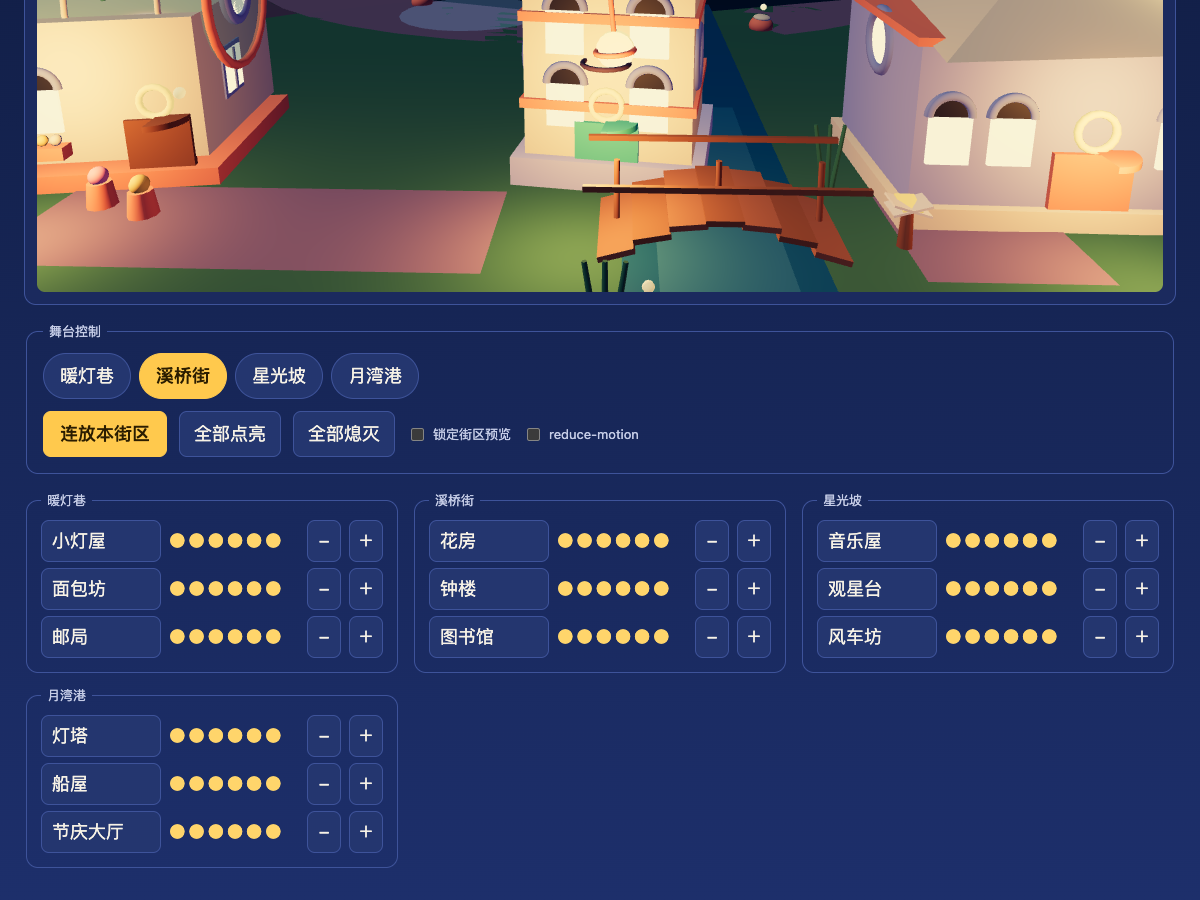 舞台控制
暖灯巷 溪桥街 星光坡 月湾港
连放本街区 全部点亮 全部熄灭 锁定街区预览 reduce-motion
暖灯巷
小灯屋 − +
面包坊 − +
邮局 − +
溪桥街
花房 − +
钟楼 − +
图书馆 − +
星光坡
音乐屋 − +
观星台 − +
风车坊 − +
月湾港
灯塔 − +
船屋 − +
节庆大厅 − +